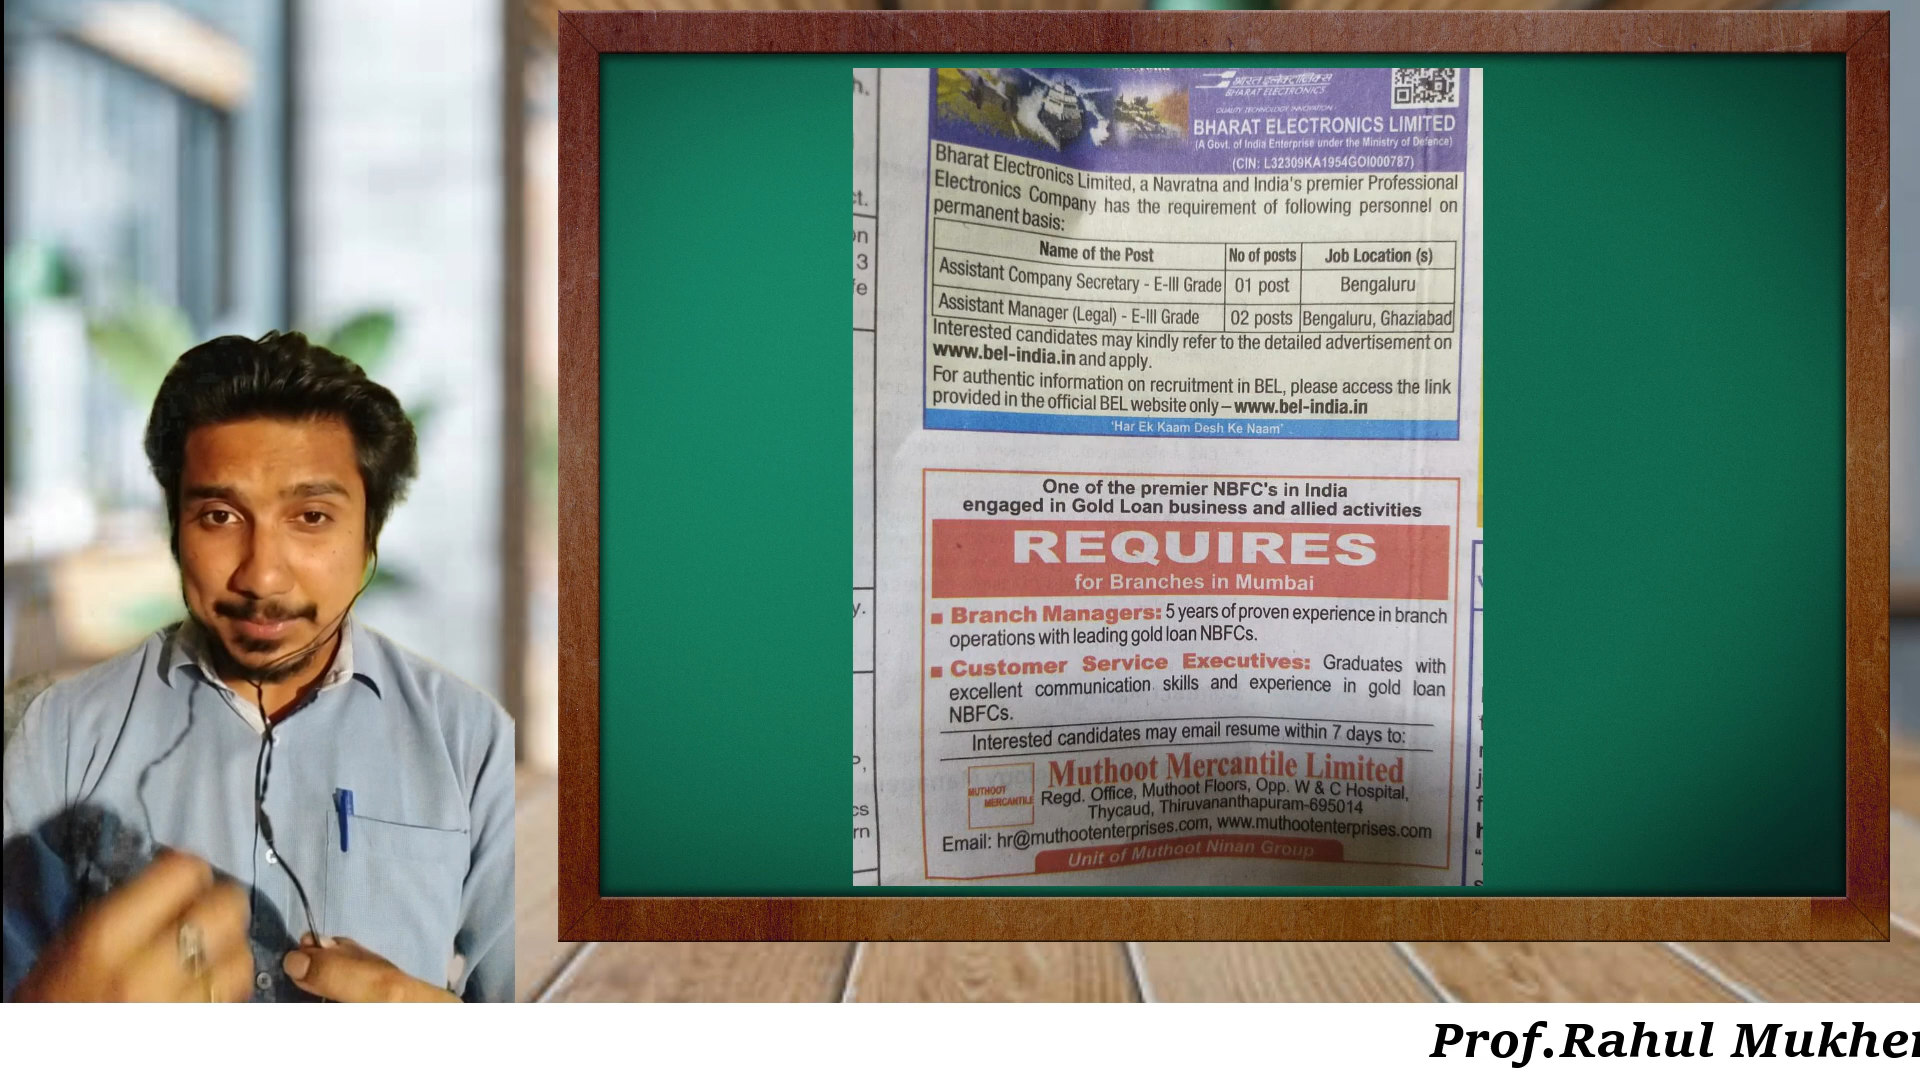 भारत इलेक्ट्रॉनिक्स
BHARAT ELECTRONICS
QUALITY. TECHNOLOGY. INNOVATION
BHARAT ELECTRONICS LIMITED
(A Govt. of India Enterprise under the Ministry of Defence)
(CIN: L32309KA1954GOI000787)
Bharat Electronics Limited, a Navratna and India's premier Professional
Electronics Company has the requirement of following personnel on
permanent basis:
Name of the Post No of posts Job Location (s)
Assistant Company Secretary - E-III Grade 01 post Bengaluru
Assistant Manager (Legal) - E-III Grade 02 posts Bengaluru, Ghaziabad
Interested candidates may kindly refer to the detailed advertisement on
www.bel-india.in and apply.
For authentic information on recruitment in BEL, please access the link
provided in the official BEL website only – www.bel-india.in
'Har Ek Kaam Desh Ke Naam'
One of the premier NBFC's in India
engaged in Gold Loan business and allied activities
REQUIRES
for Branches in Mumbai
Branch Managers: 5 years of proven experience in branch
operations with leading gold loan NBFCs.
Customer Service Executives: Graduates with
excellent communication skills and experience in gold loan
NBFCs.
Interested candidates may email resume within 7 days to:
MUTHOOT
MERCANTILE
Muthoot Mercantile Limited
Regd. Office, Muthoot Floors, Opp. W & C Hospital,
Thycaud, Thiruvananthapuram-695014
Email: hr@muthootenterprises.com, www.muthootenterprises.com
Unit of Muthoot Ninan Group
Prof.Rahul Mukher